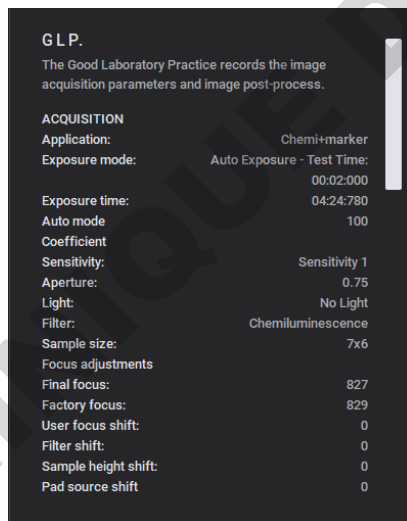 GLP.
The Good Laboratory Practice records the image
acquisition parameters and image post-process.
ACQUISITION
Application: Chemi+marker
Exposure mode: Auto Exposure - Test Time:
00:02:000
Exposure time: 04:24:780
Auto mode 100
Coefficient
Sensitivity: Sensitivity 1
Aperture: 0.75
Light: No Light
Filter: Chemiluminescence
Sample size: 7x6
Focus adjustments
Final focus: 827
Factory focus: 829
User focus shift: 0
Filter shift: 0
Sample height shift: 0
Pad source shift 0